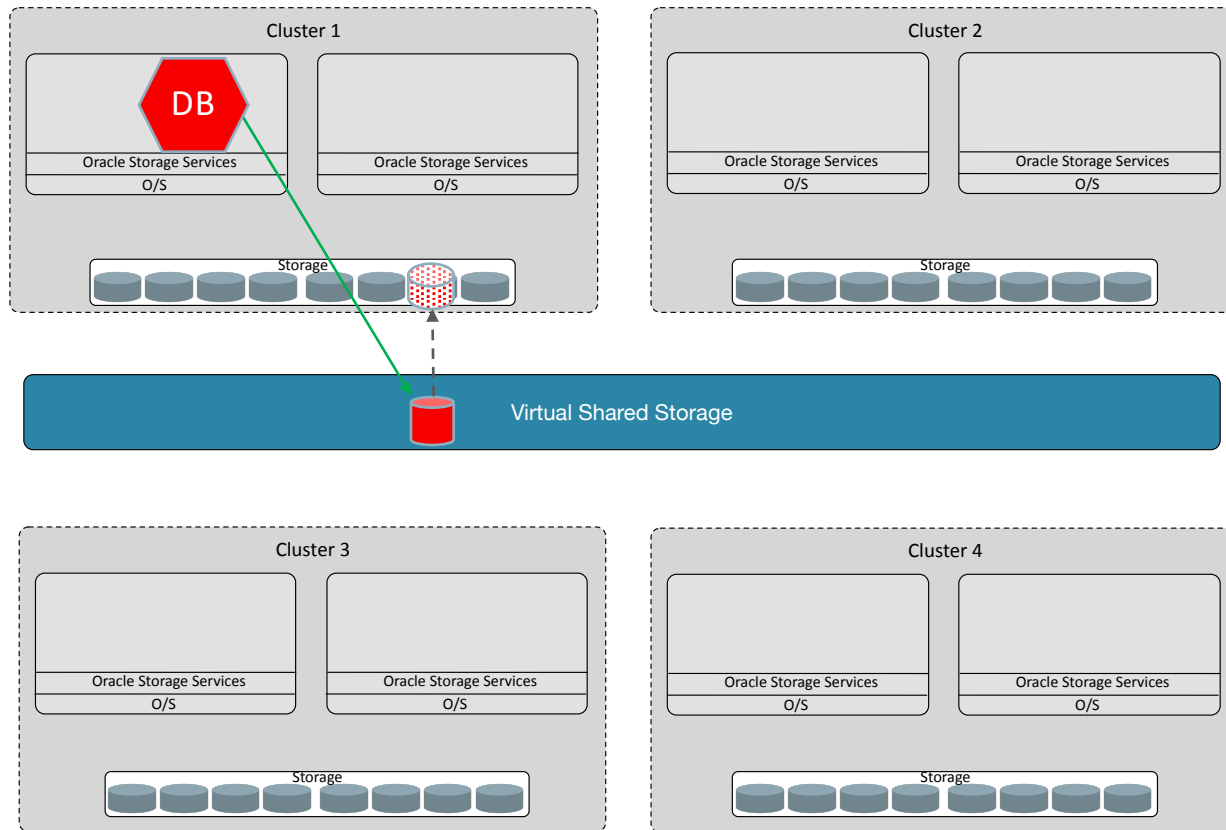 Cluster 1
DB
Oracle Storage Services
O/S
Oracle Storage Services
O/S
Storage
Cluster 2
Oracle Storage Services
O/S
Oracle Storage Services
O/S
Storage
Virtual Shared Storage
Cluster 3
Oracle Storage Services
O/S
Oracle Storage Services
O/S
Storage
Cluster 4
Oracle Storage Services
O/S
Oracle Storage Services
O/S
Storage